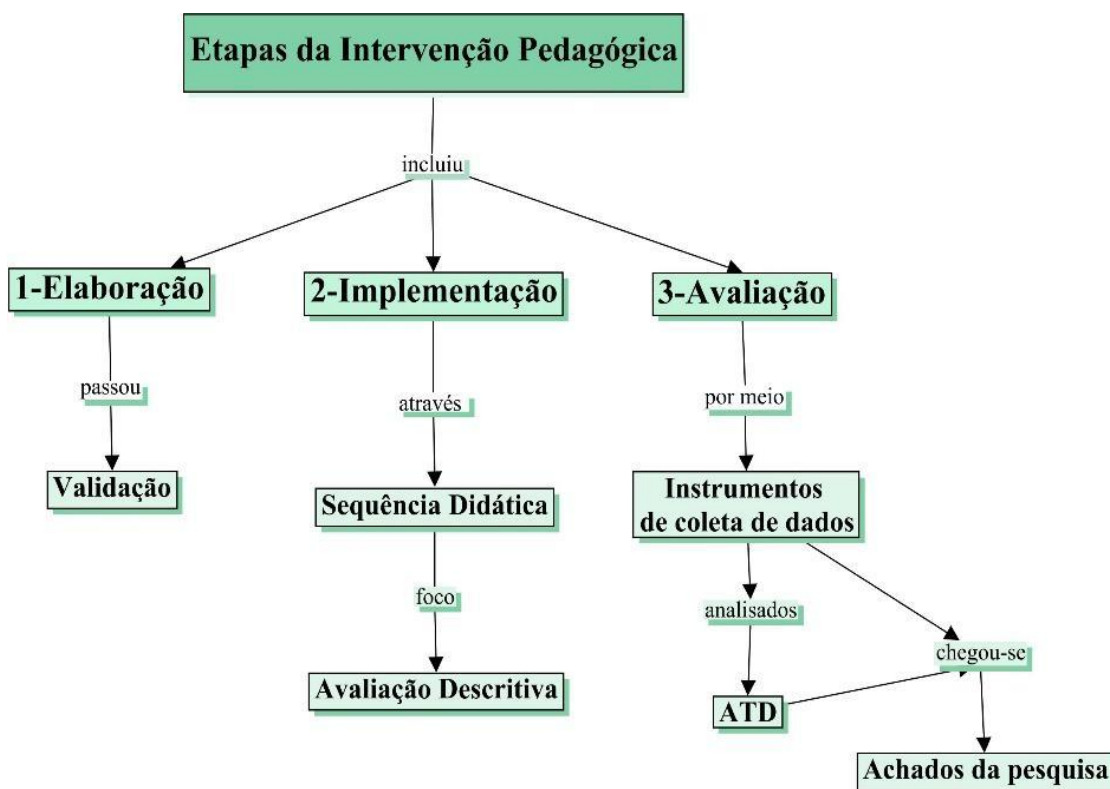 Etapas da Intervenção Pedagógica
incluiu
1-Elaboração
2-Implementação
3-Avaliação
passou
através
por meio
Validação
Sequência Didática
Instrumentos
de coleta de dados
foco
analisados
chegou-se
Avaliação Descritiva
ATD
Achados da pesquisa